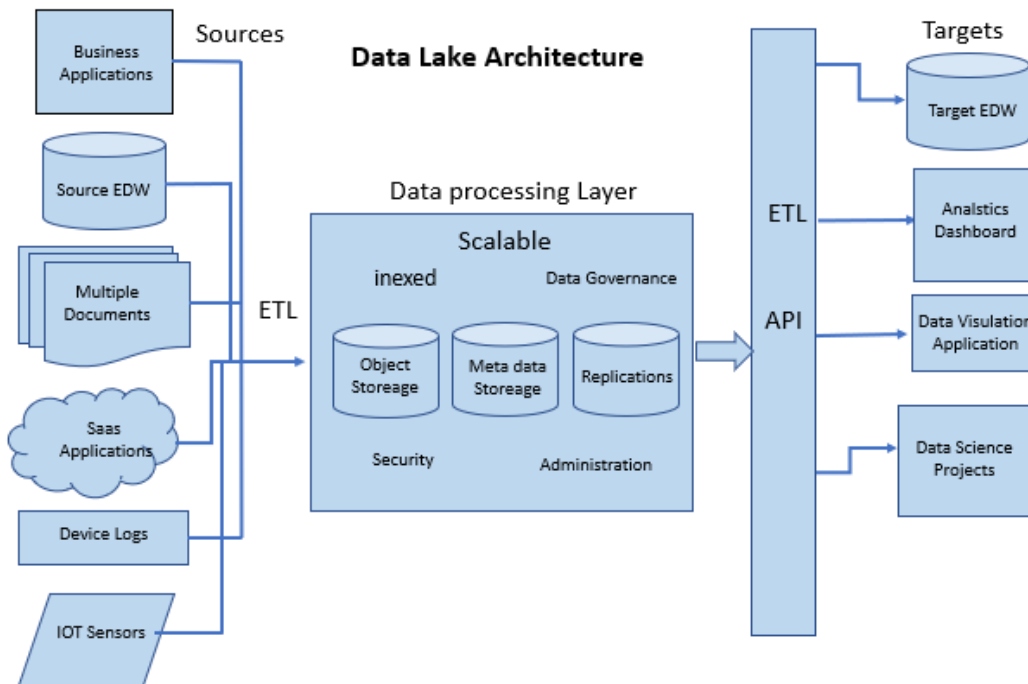 Data Lake Architecture
Sources
Business
Applications
Source EDW
Multiple
Documents
Saas
Applications
Device Logs
IOT Sensors
ETL
Data processing Layer
Scalable
inexed
Data Governance
Object
Storeage
Meta data
Storeage
Replications
Security
Administration
ETL
API
Targets
Target EDW
Analstics
Dashboard
Data Visulation
Application
Data Science
Projects